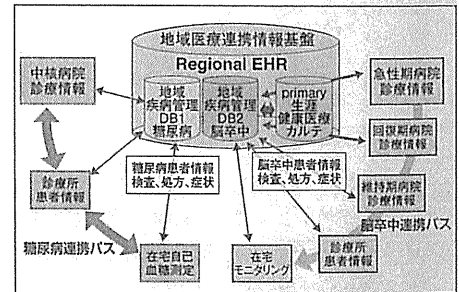 地域医療連携情報基盤
Regional EHR
地域
疾病管理
DB1
糖尿病
地域
疾病管理
DB2
脳卒中
primary
生涯
健康医療
カルテ
中核病院
診療情報
診療所
患者情報
糖尿病連携パス
糖尿病患者情報
検査、処方、症状
脳卒中患者情報
検査、処方、症状
在宅自己
血糖測定
在宅
モニタリング
急性期病院
診療情報
回復期病院
診療情報
維持期病院
診療情報
脳卒中連携パス
診療所
患者情報